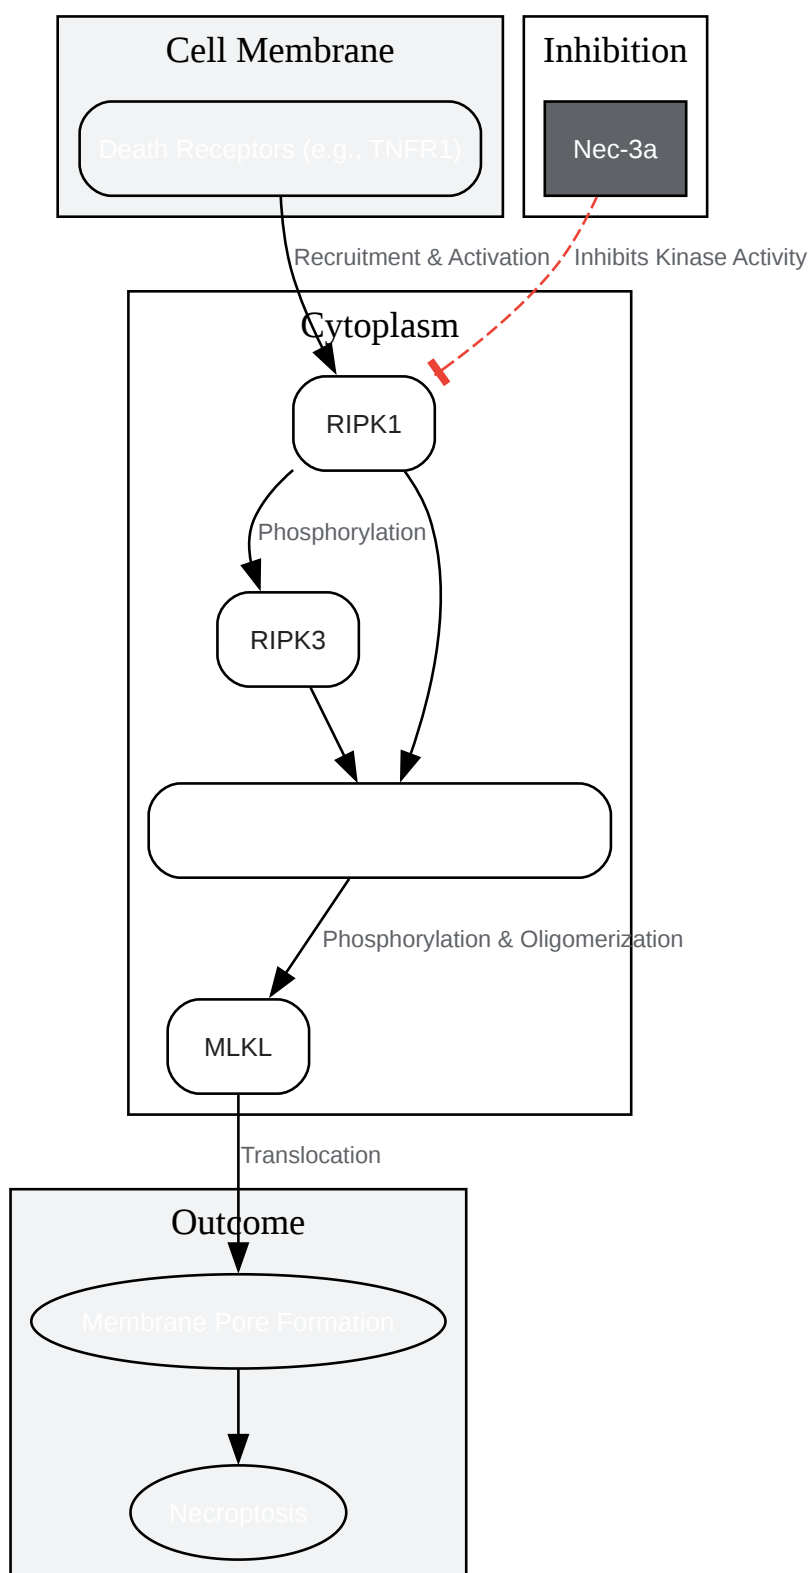 Cell Membrane
Inhibition
Death Receptors (e.g., TNFR1)
Nec-3a
Recruitment & Activation
Inhibits Kinase Activity
Cytoplasm
RIPK1
Phosphorylation
RIPK3
Phosphorylation & Oligomerization
MLKL
Translocation
Outcome
Membrane Pore Formation
Necroptosis